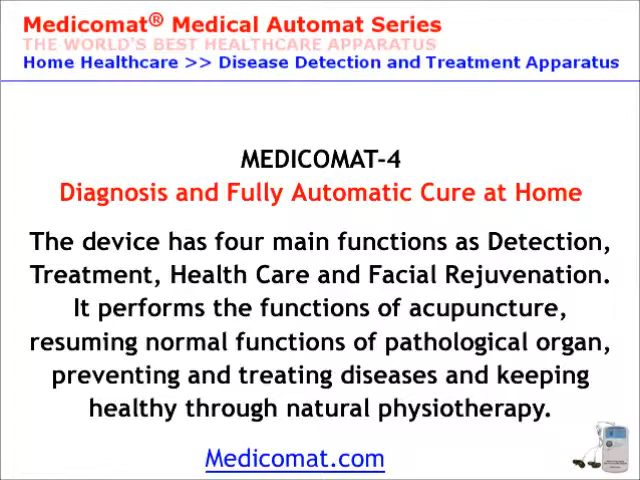 Medicomat® Medical Automat Series
THE WORLD'S BEST HEALTHCARE APPARATUS
Home Healthcare >> Disease Detection and Treatment Apparatus
MEDICOMAT-4
Diagnosis and Fully Automatic Cure at Home
The device has four main functions as Detection,
Treatment, Health Care and Facial Rejuvenation.
It performs the functions of acupuncture,
resuming normal functions of pathological organ,
preventing and treating diseases and keeping
healthy through natural physiotherapy.
Medicomat.com